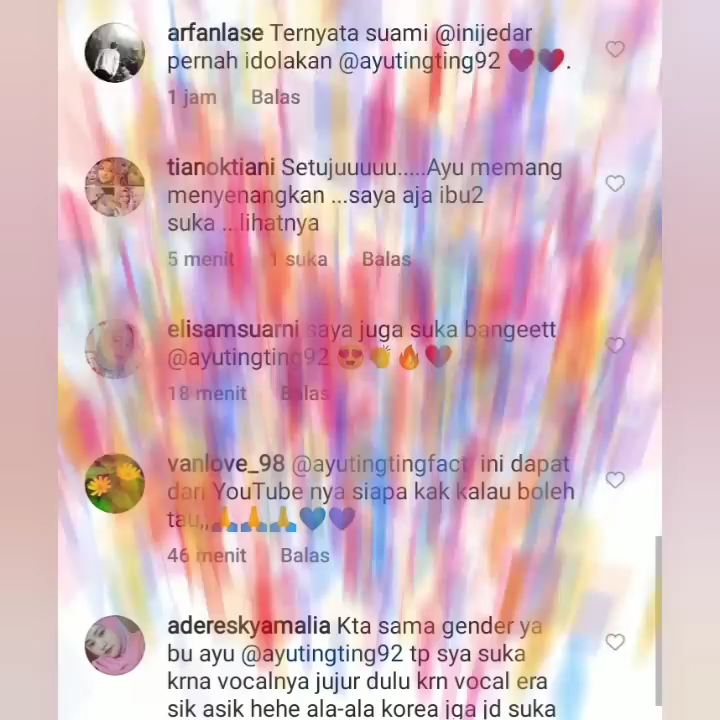 arfanlase Ternyata suami @inijedar
pernah idolakan @ayutingting92 💜❤️.
1 jam Balas
tianoktiani Setujuuuuu.....Ayu memang
menyenangkan ...saya aja ibu2
suka ...lihatnya
5 menit 1 suka Balas
elisamsuarni saya juga suka bangeett
@ayutingting92 😍👏🔥❤️
18 menit Balas
vanlove_98 @ayutingtingfact ini dapat
dari YouTube nya siapa kak kalau boleh
tau,,🙏🙏🙏💙💜
46 menit Balas
adereskyamalia Kta sama gender ya
bu ayu @ayutingting92 tp sya suka
krna vocalnya jujur dulu krn vocal era
sik asik hehe ala-ala korea jga jd suka